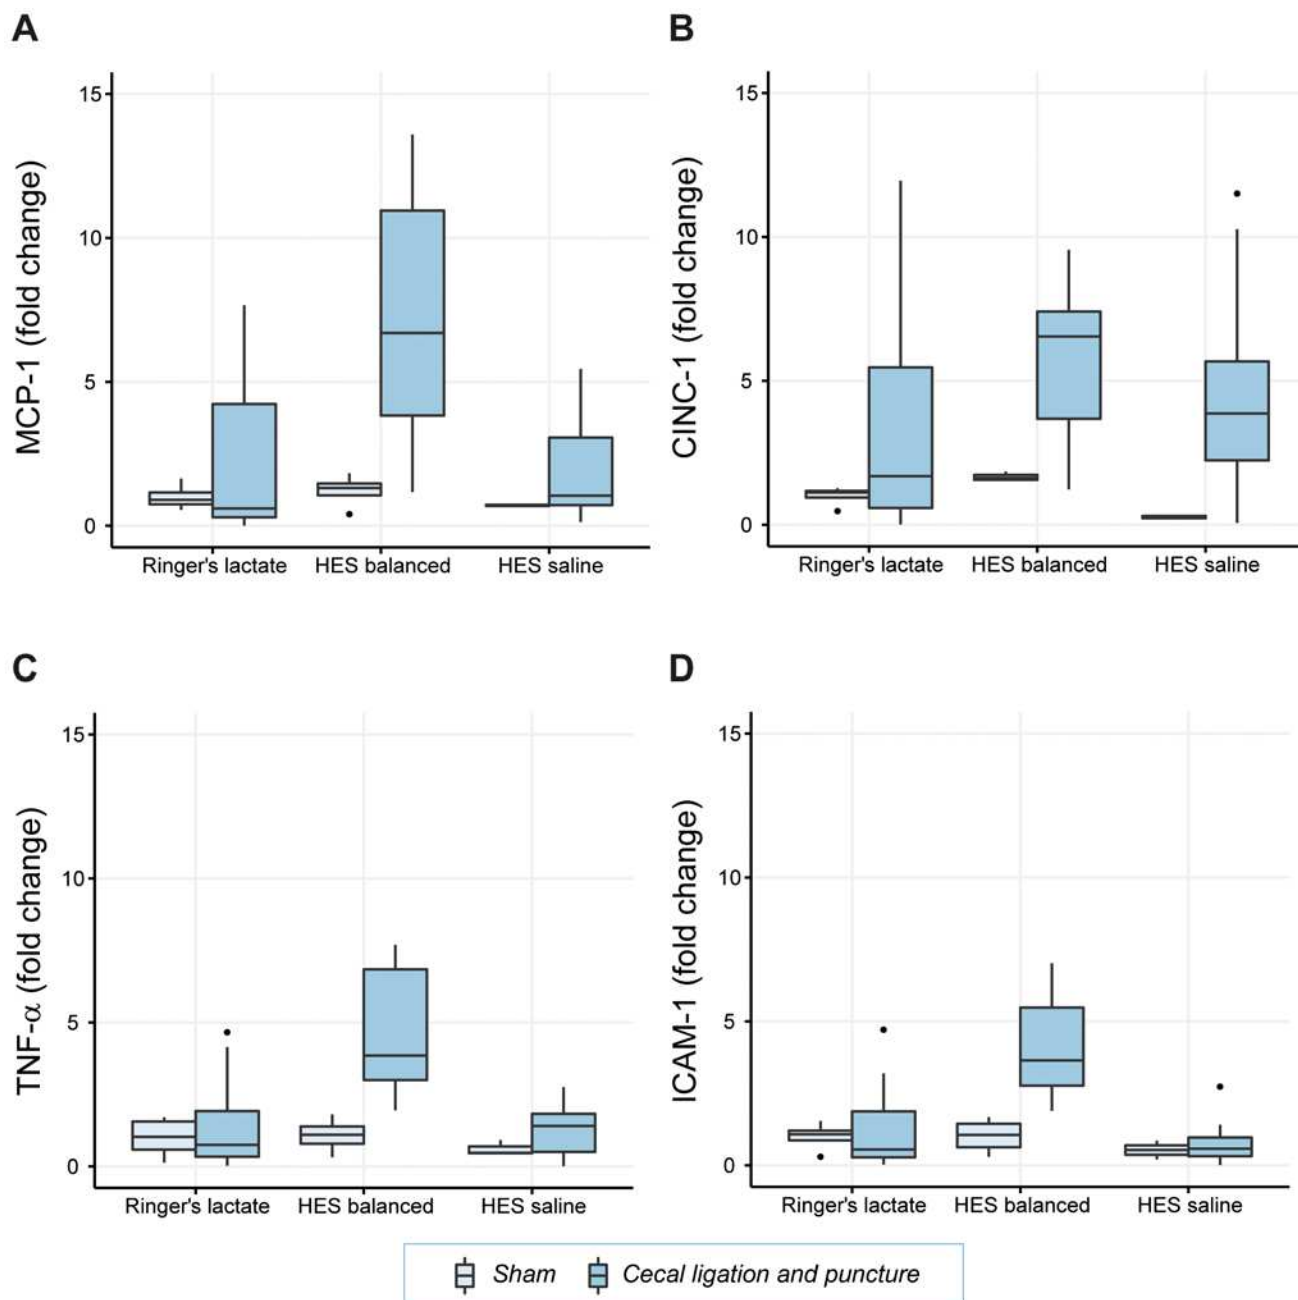 A
MCP-1 (fold change)
15
10
5
0
Ringer's lactate HES balanced HES saline
B
CINC-1 (fold change)
15
10
5
0
Ringer's lactate HES balanced HES saline
C
TNF-α (fold change)
15
10
5
0
Ringer's lactate HES balanced HES saline
D
ICAM-1 (fold change)
15
10
5
0
Ringer's lactate HES balanced HES saline
Sham Cecal ligation and puncture